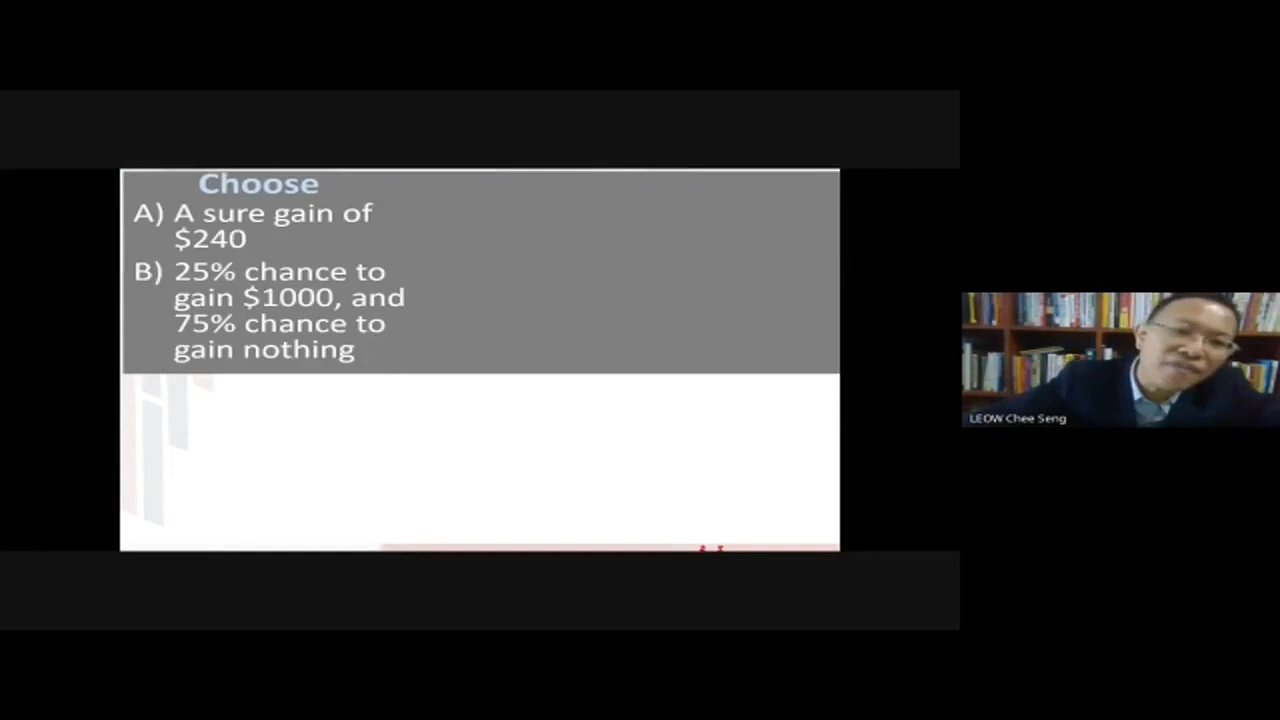 Choose
A) A sure gain of
$240
B) 25% chance to
gain $1000, and
75% chance to
gain nothing
LEOW Chee Seng